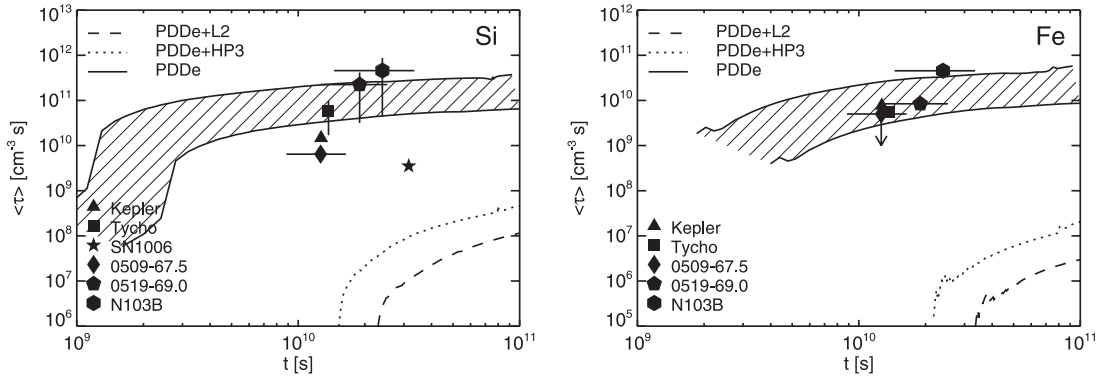 10^13
10^12
10^11
10^10
10^9
10^8
10^7
10^6
<τ> [cm^-3 s]
PDDe+L2
PDDe+HP3
PDDe
Si
Kepler
Tycho
SN1006
0509-67.5
0519-69.0
N103B
10^9
10^10
10^11
t [s]
10^12
10^11
10^10
10^9
10^8
10^7
10^6
10^5
<τ> [cm^-3 s]
PDDe+L2
PDDe+HP3
PDDe
Fe
Kepler
Tycho
0509-67.5
0519-69.0
N103B
10^9
10^10
10^11
t [s]